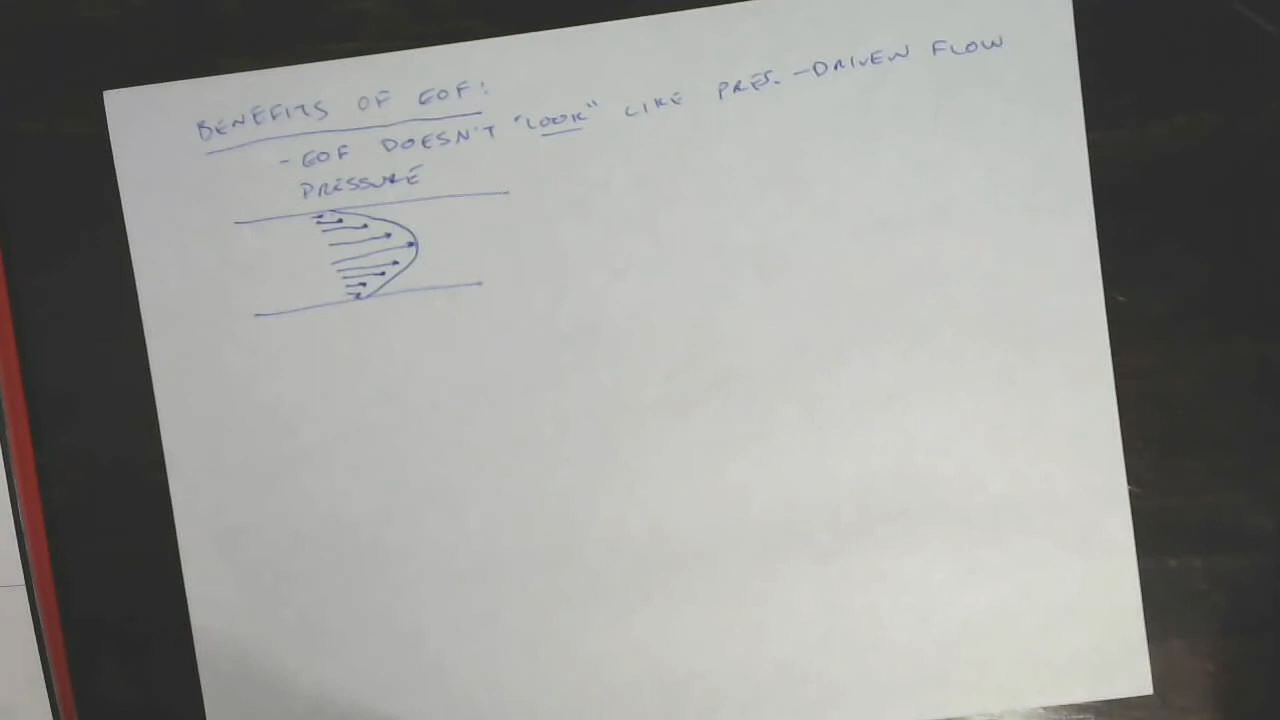 BENEFITS OF EOF:
- EOF DOESN'T "LOOK" LIKE PRES.-DRIVEN FLOW
PRESSURE